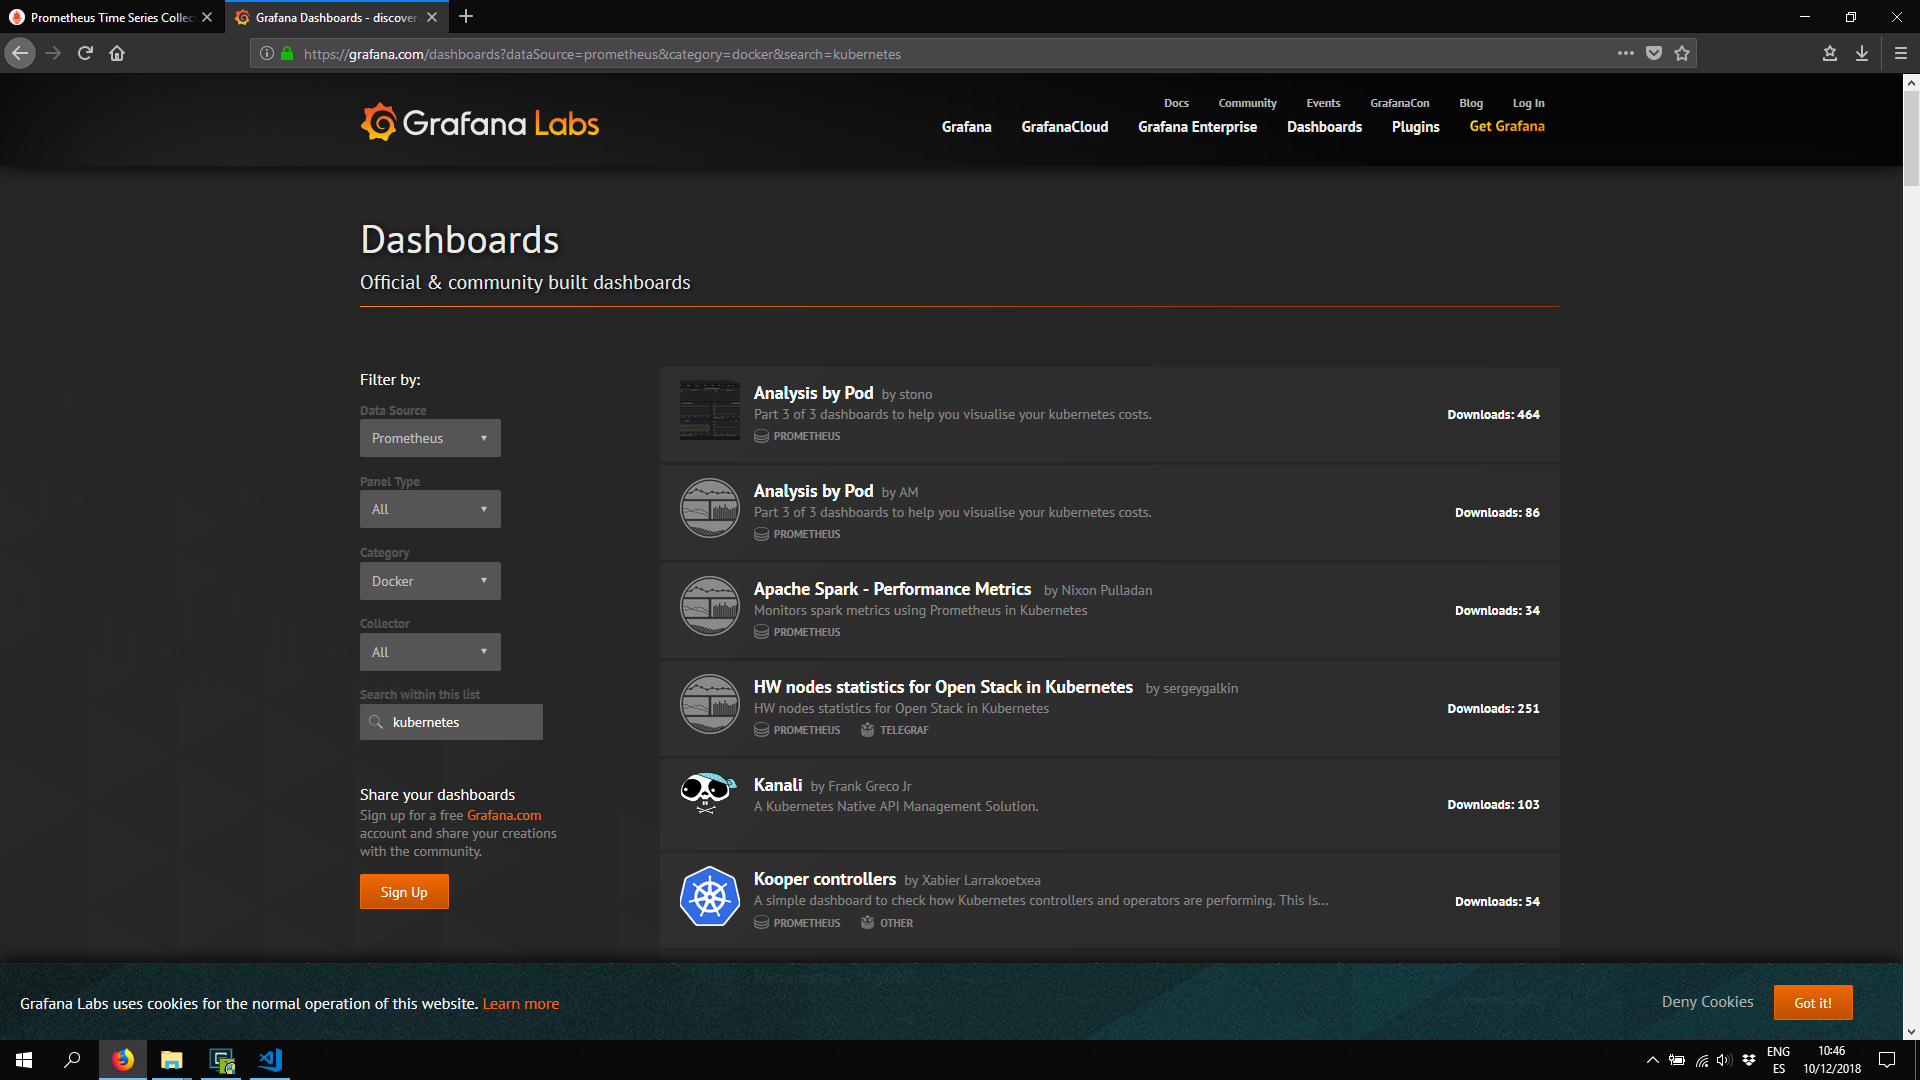 Prometheus Time Series Collec
Grafana Dashboards - discover
https://grafana.com/dashboards?dataSource=prometheus&category=docker&search=kubernetes
Grafana Labs
Docs Community Events GrafanaCon Blog Log In
Grafana GrafanaCloud Grafana Enterprise Dashboards Plugins Get Grafana
Dashboards
Official & community built dashboards
Filter by:
Data Source
Prometheus
Panel Type
All
Category
Docker
Collector
All
Search within this list
kubernetes
Share your dashboards
Sign up for a free Grafana.com
account and share your creations
with the community.
Sign Up
Analysis by Pod by stono
Part 3 of 3 dashboards to help you visualise your kubernetes costs.
PROMETHEUS
Downloads: 464
Analysis by Pod by AM
Part 3 of 3 dashboards to help you visualise your kubernetes costs.
PROMETHEUS
Downloads: 86
Apache Spark - Performance Metrics by Nixon Pulladan
Monitors spark metrics using Prometheus in Kubernetes
PROMETHEUS
Downloads: 34
HW nodes statistics for Open Stack in Kubernetes by sergeygalkin
HW nodes statistics for Open Stack in Kubernetes
PROMETHEUS TELEGRAF
Downloads: 251
Kanali by Frank Greco Jr
A Kubernetes Native API Management Solution.
Downloads: 103
Kooper controllers by Xabier Larrakoetxea
A simple dashboard to check how Kubernetes controllers and operators are performing. This Is...
PROMETHEUS OTHER
Downloads: 54
Grafana Labs uses cookies for the normal operation of this website. Learn more
Deny Cookies
Got it!
ENG
ES
10:46
10/12/2018